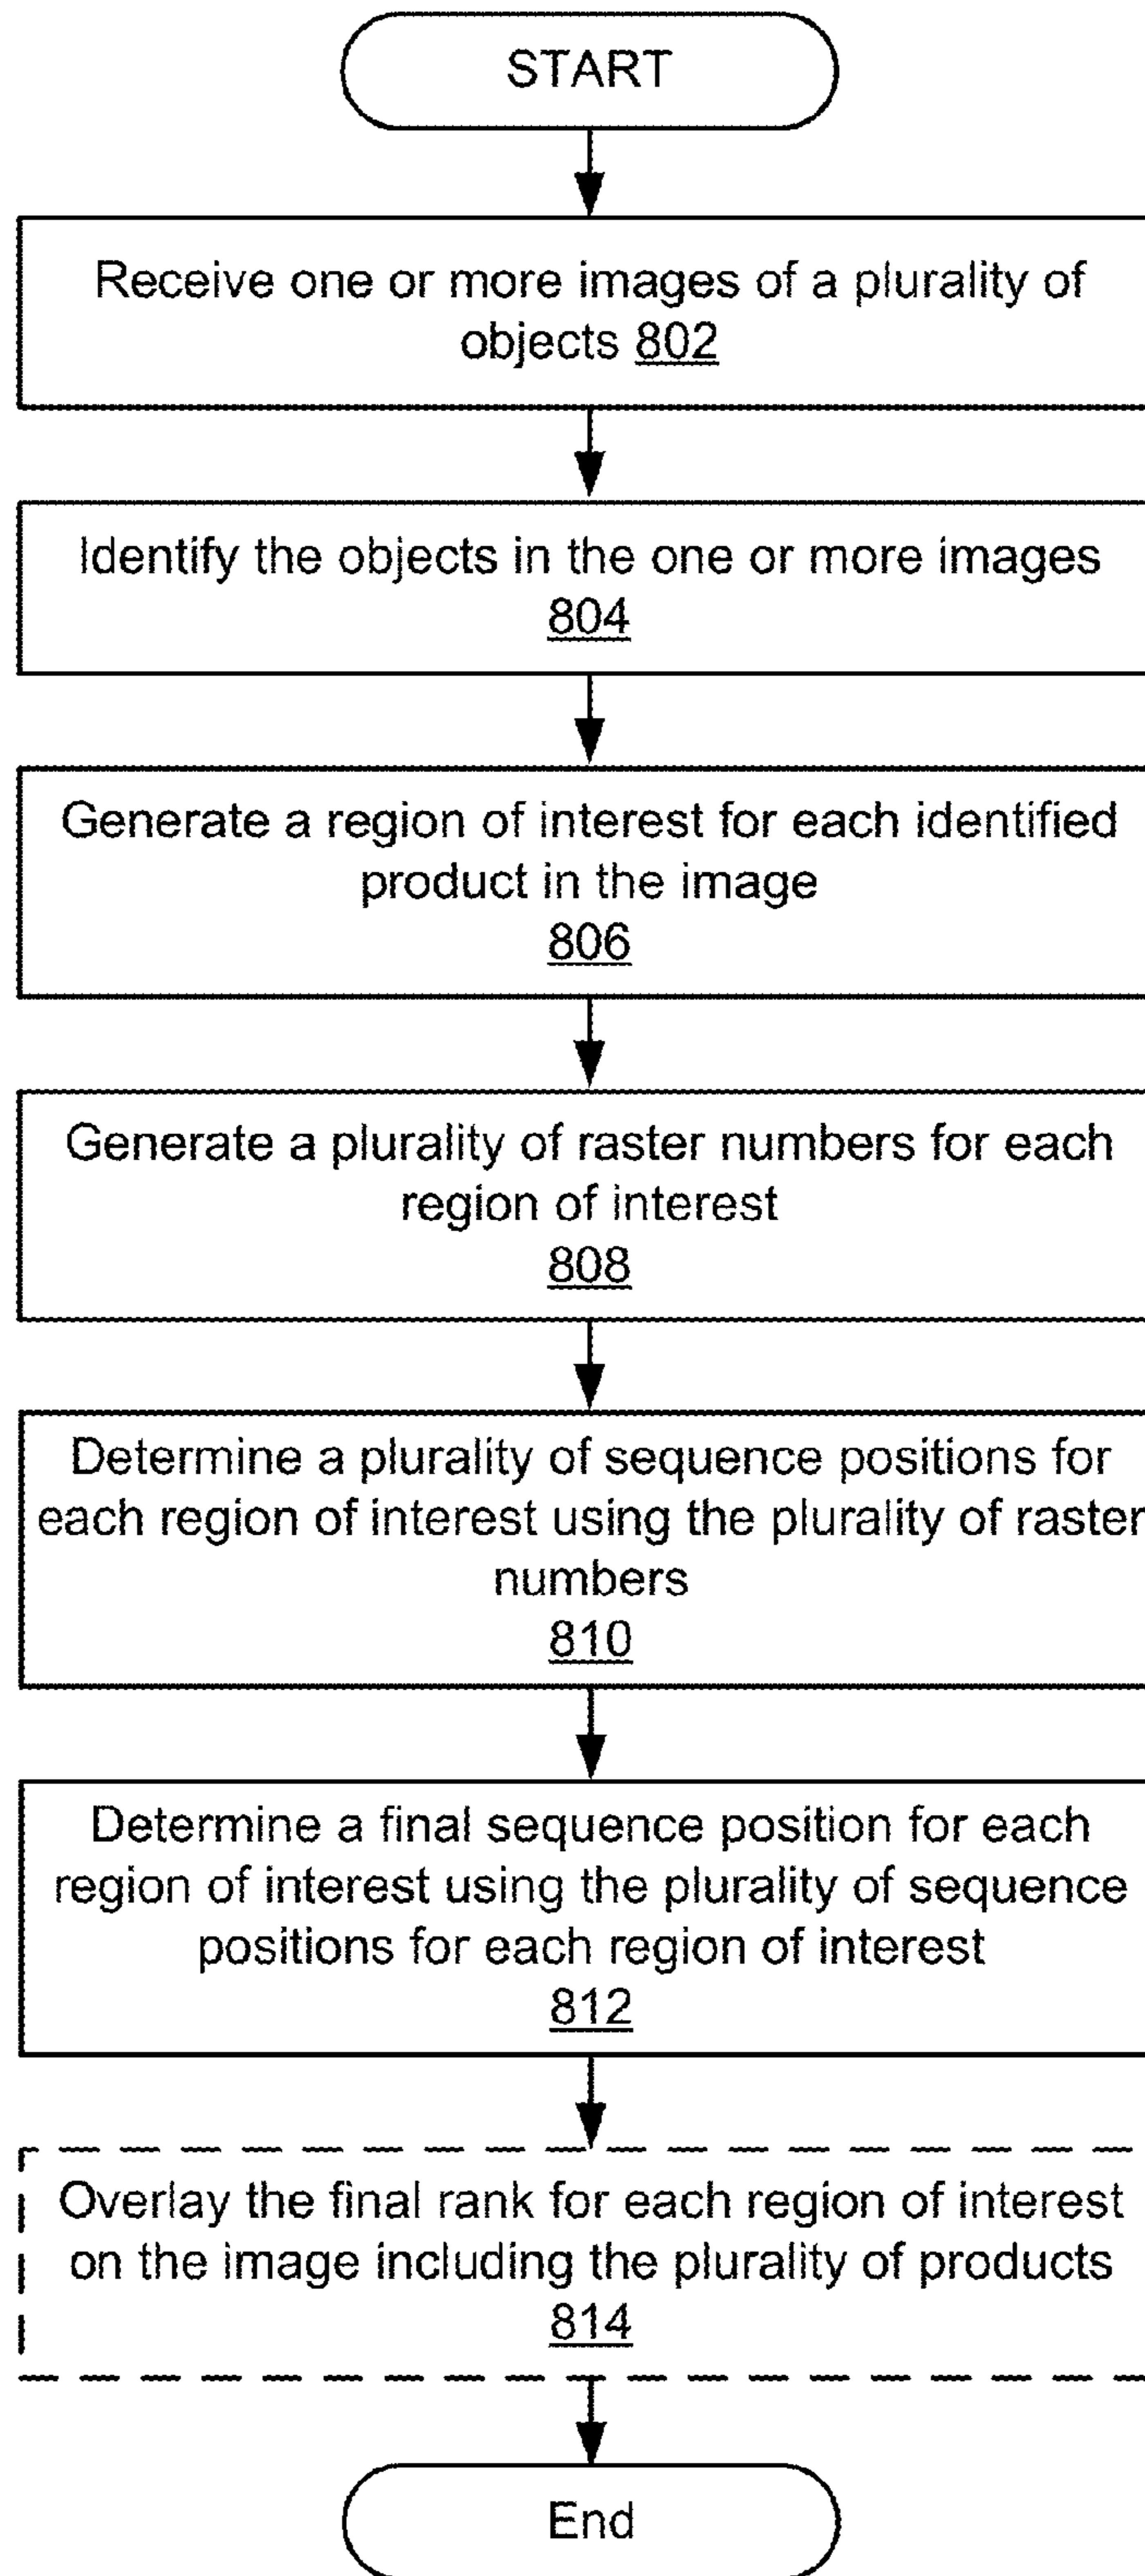 START
Receive one or more images of a plurality of
objects 802
Identify the objects in the one or more images
804
Generate a region of interest for each identified
product in the image
806
Generate a plurality of raster numbers for each
region of interest
808
Determine a plurality of sequence positions for
each region of interest using the plurality of raster
numbers
810
Determine a final sequence position for each
region of interest using the plurality of sequence
positions for each region of interest
812
Overlay the final rank for each region of interest
on the image including the plurality of products
814
End